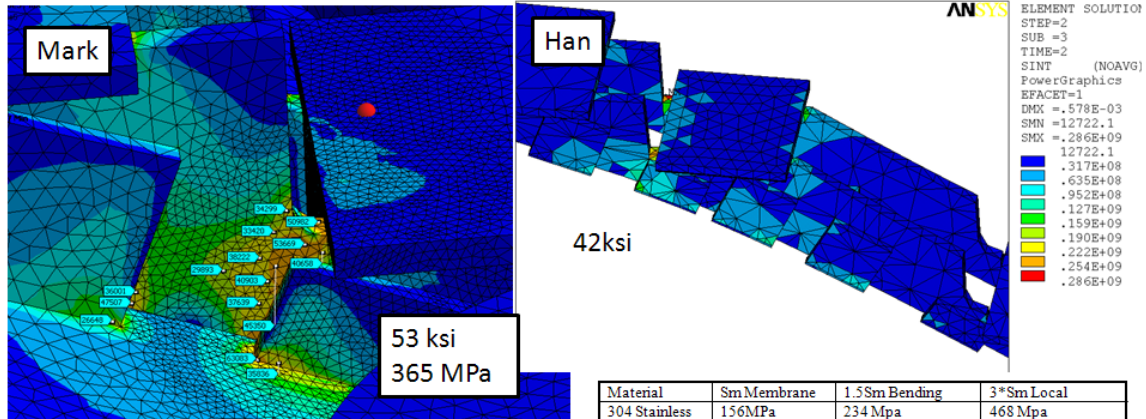 Mark
34299
50982
33420
53669
38222
40658
29893
40903
36001
47507
37639
26648
45350
63083
35836
53 ksi
365 MPa
Han
42ksi
ANSYS
ELEMENT SOLUTION
STEP=2
SUB =3
TIME=2
SINT (NOAVG)
PowerGraphics
EFACET=1
DMX =.578E-03
SMN =12722.1
SMX =.286E+09
12722.1
.317E+08
.635E+08
.952E+08
.127E+09
.159E+09
.190E+09
.222E+09
.254E+09
.286E+09
Material Sm Membrane 1.5Sm Bending 3*Sm Local
304 Stainless 156MPa 234 Mpa 468 Mpa